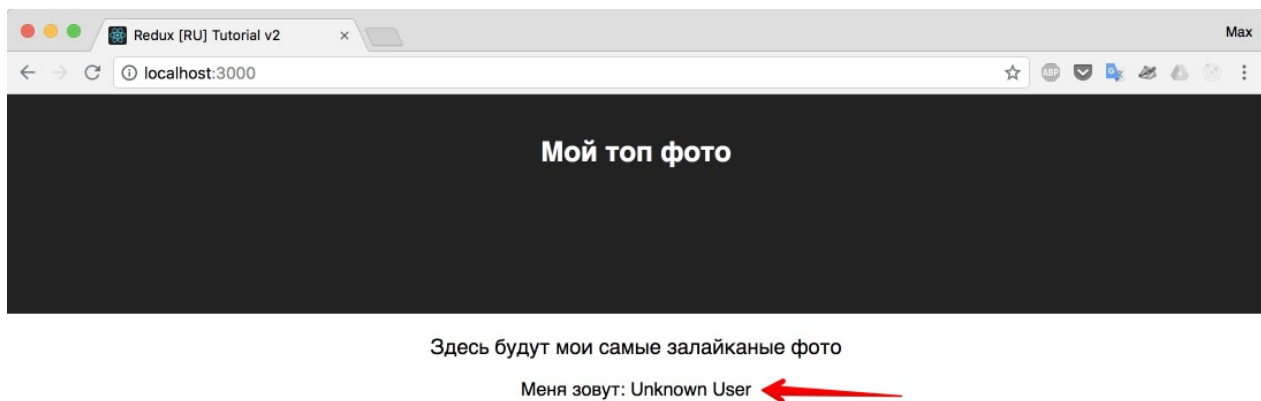 Redux [RU] Tutorial v2
Max
localhost:3000
ABP
Мой топ фото
Здесь будут мои самые залайканые фото
Меня зовут: Unknown User